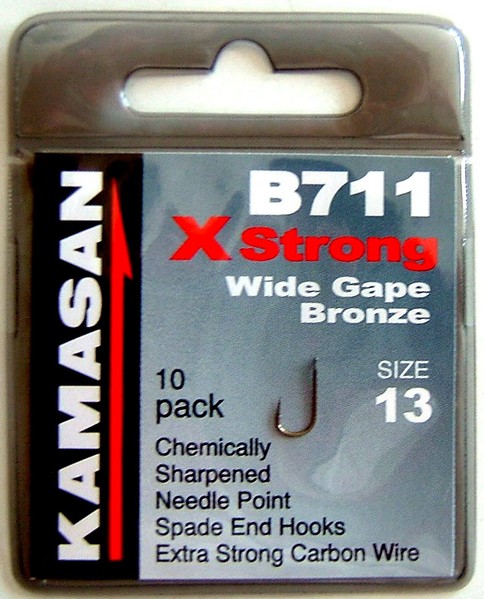 KAMASAN
B711
X Strong
Wide Gape
Bronze
SIZE
13
10
pack
Chemically
Sharpened
Needle Point
Spade End Hooks
Extra Strong Carbon Wire